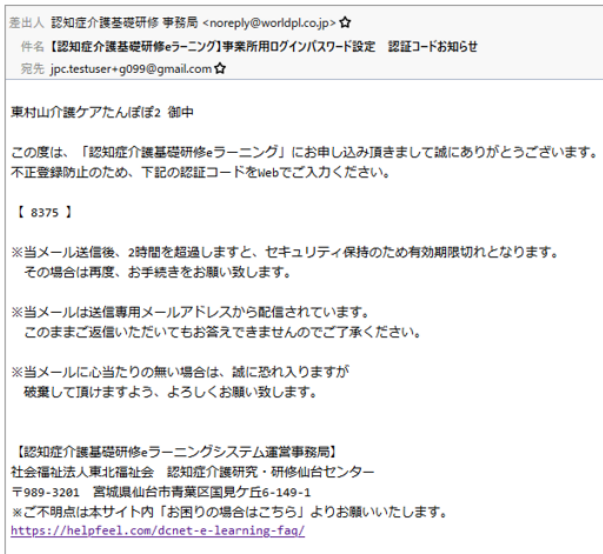 差出人 認知症介護基礎研修 事務局 <noreply@worldpl.co.jp> ☆
件名 【認知症介護基礎研修eラーニング】事業所用ログインパスワード設定　認証コードお知らせ
宛先 jpc.testuser+g099@gmail.com ☆
東村山介護ケアたんぽぽ2 御中
この度は、「認知症介護基礎研修eラーニング」にお申し込み頂きまして誠にありがとうございます。
不正登録防止のため、下記の認証コードをWebでご入力ください。
【 8375 】
※当メール送信後、2時間を超過しますと、セキュリティ保持のため有効期限切れとなります。
その場合は再度、お手続きをお願い致します。
※当メールは送信専用メールアドレスから配信されています。
このままご返信いただいてもお答えできませんのでご了承ください。
※当メールに心当たりの無い場合は、誠に恐れ入りますが
破棄して頂けますよう、よろしくお願い致します。
【認知症介護基礎研修eラーニングシステム運営事務局】
社会福祉法人東北福祉会　認知症介護研究・研修仙台センター
〒989-3201　宮城県仙台市青葉区国見ケ丘6-149-1
※ご不明点は本サイト内「お困りの場合はこちら」よりお願いいたします。
https://helpfeel.com/dcnet-e-learning-faq/